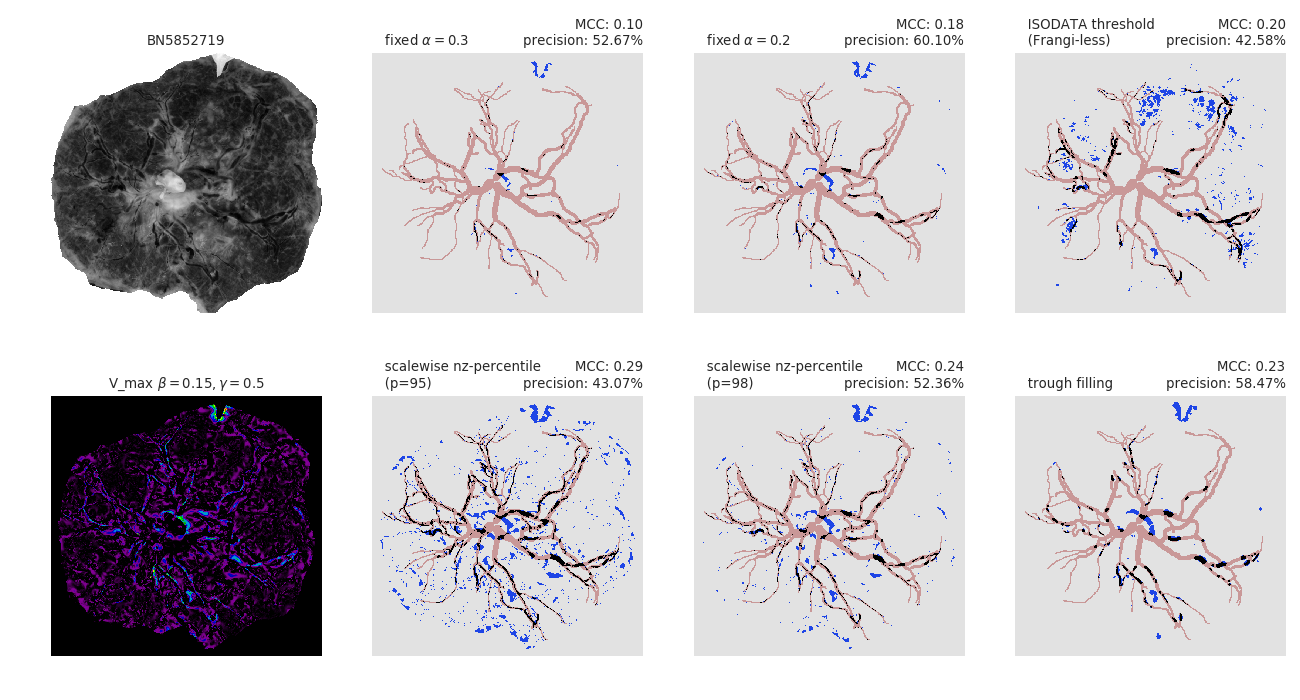 BN5852719
fixed α = 0.3
MCC: 0.10
precision: 52.67%
fixed α = 0.2
MCC: 0.18
precision: 60.10%
ISODATA threshold
(Frangi-less)
MCC: 0.20
precision: 42.58%
V_max β = 0.15, γ = 0.5
scalewise nz-percentile
(p=95)
MCC: 0.29
precision: 43.07%
scalewise nz-percentile
(p=98)
MCC: 0.24
precision: 52.36%
trough filling
MCC: 0.23
precision: 58.47%